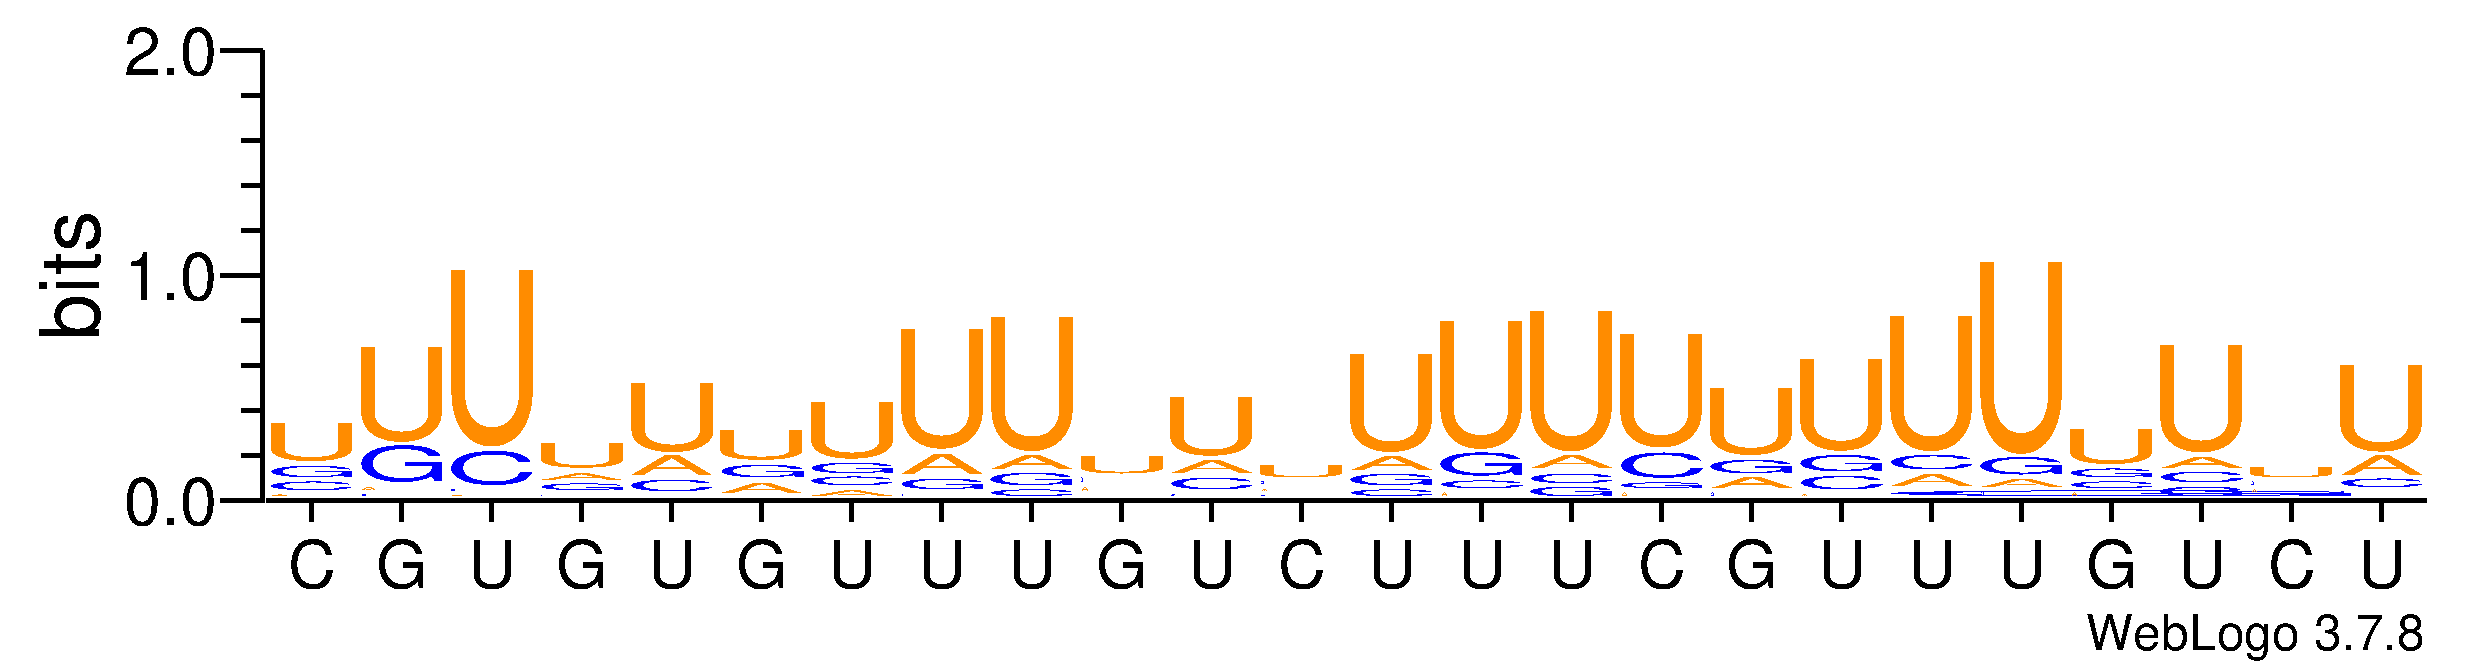 2.0
bits
1.0
0.0
C G U G U G U U U G U C U U U C G U U U G U C U
WebLogo 3.7.8